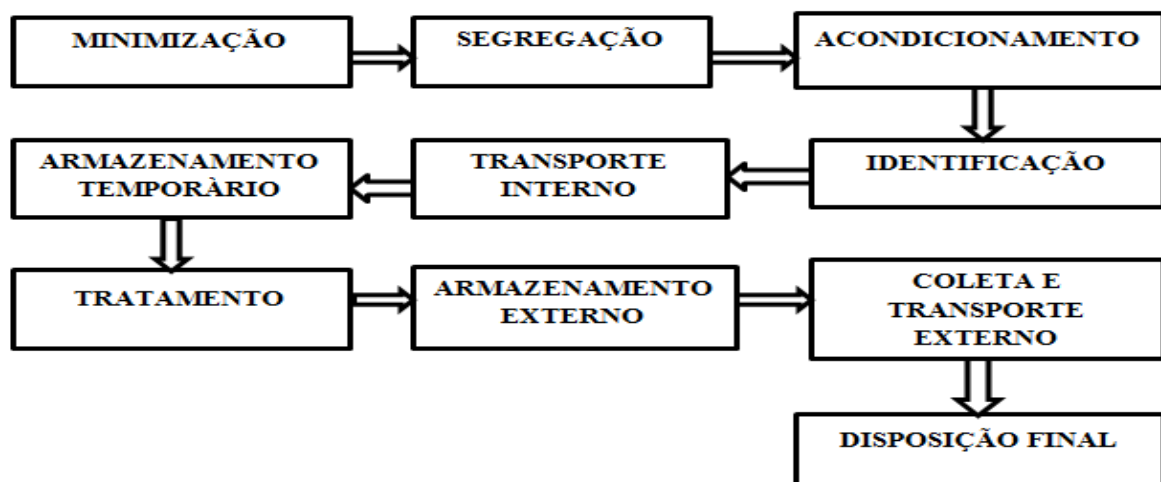 MINIMIZAÇÃO
SEGREGAÇÃO
ACONDICIONAMENTO
ARMAZENAMENTO
TEMPORÀRIO
TRANSPORTE
INTERNO
IDENTIFICAÇÃO
TRATAMENTO
ARMAZENAMENTO
EXTERNO
COLETA E
TRANSPORTE
EXTERNO
DISPOSIÇÃO FINAL